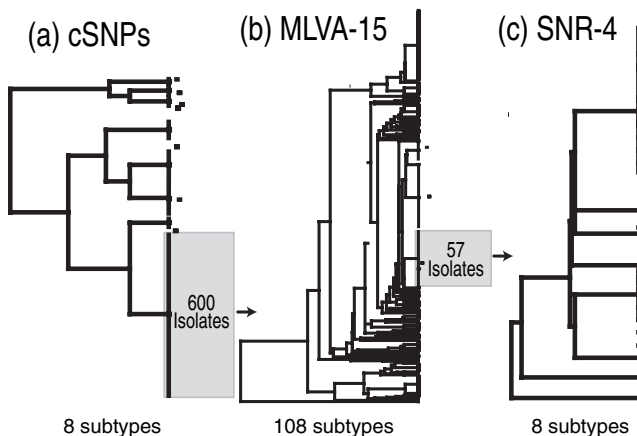 (a) cSNPs
(b) MLVA-15
(c) SNR-4
600
Isolates
57
Isolates
8 subtypes
108 subtypes
8 subtypes